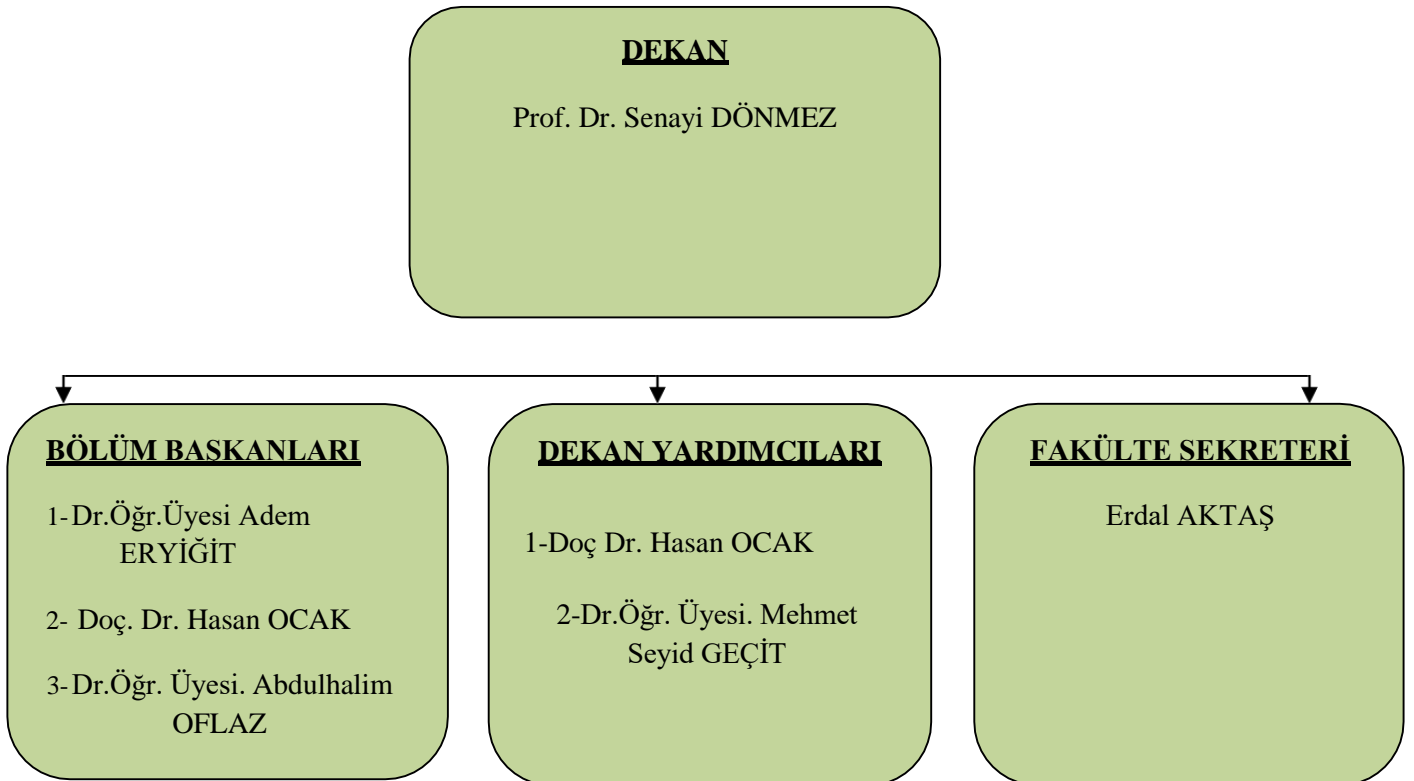 DEKAN
Prof. Dr. Senayi DÖNMEZ
BÖLÜM BAŞKANLARI
1-Dr.Öğr.Üyesi Adem
ERYİĞİT
2- Doç. Dr. Hasan OCAK
3-Dr.Öğr. Üyesi. Abdulhalim
OFLAZ
DEKAN YARDIMCILARI
1-Doç Dr. Hasan OCAK
2-Dr.Öğr. Üyesi. Mehmet
Seyid GEÇİT
FAKÜLTE SEKRETERİ
Erdal AKTAŞ